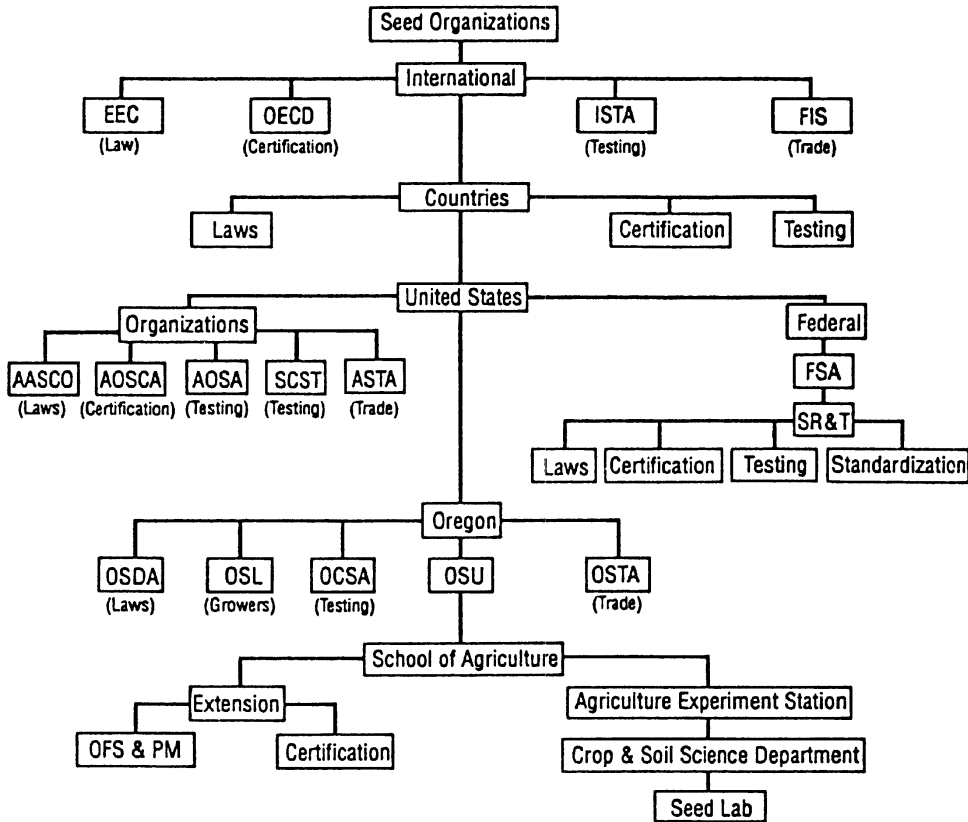 Seed Organizations
International
EEC
(Law)
OECD
(Certification)
ISTA
(Testing)
FIS
(Trade)
Countries
Laws
Certification
Testing
United States
Organizations
Federal
AASCO
(Laws)
AOSCA
(Certification)
AOSA
(Testing)
SCST
(Testing)
ASTA
(Trade)
FSA
SR&T
Laws
Certification
Testing
Standardization
Oregon
OSDA
(Laws)
OSL
(Growers)
OCSA
(Testing)
OSU
OSTA
(Trade)
School of Agriculture
Extension
Agriculture Experiment Station
OFS & PM
Certification
Crop & Soil Science Department
Seed Lab